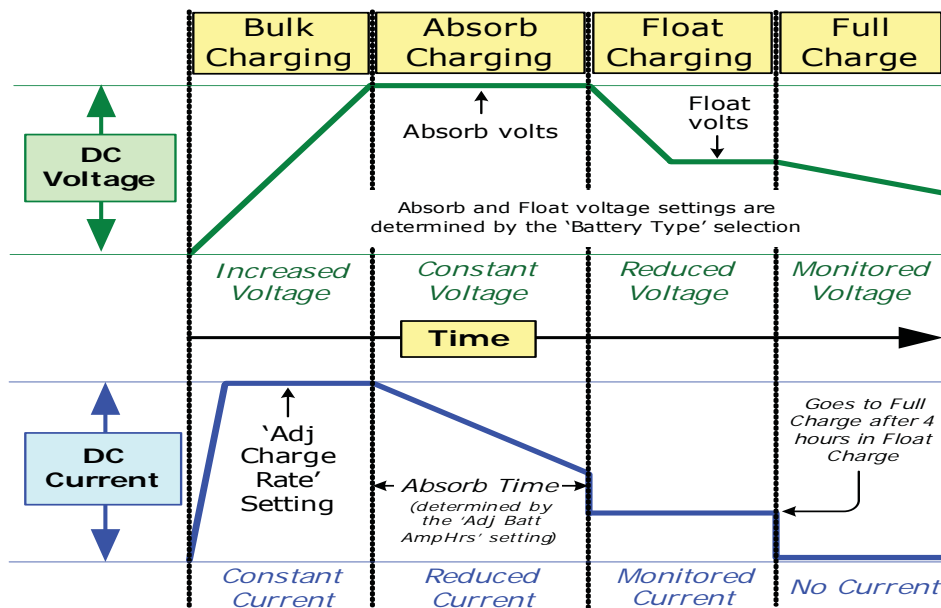 Bulk
Charging
Absorb
Charging
Float
Charging
Full
Charge
DC
Voltage
Absorb volts
Float
volts
Absorb and Float voltage settings are
determined by the ‘Battery Type’ selection
Increased
Voltage
Constant
Voltage
Reduced
Voltage
Monitored
Voltage
Time
DC
Current
‘Adj
Charge
Rate’
Setting
Absorb Time
(determined by
the ‘Adj Batt
AmpHrs’ setting)
Goes to Full
Charge after 4
hours in Float
Charge
Constant
Current
Reduced
Current
Monitored
Current
No Current